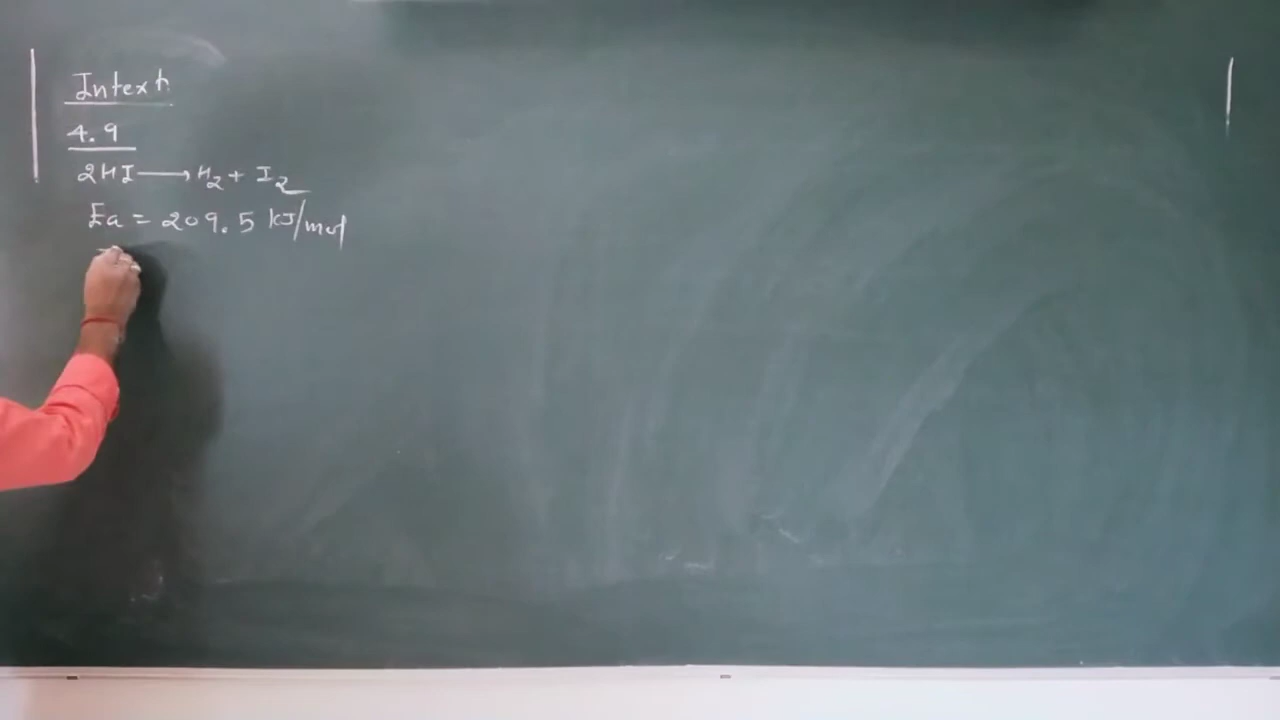 Intext
4.9
2HI ⟶ H₂ + I₂
Ea = 209.5 kJ/mol